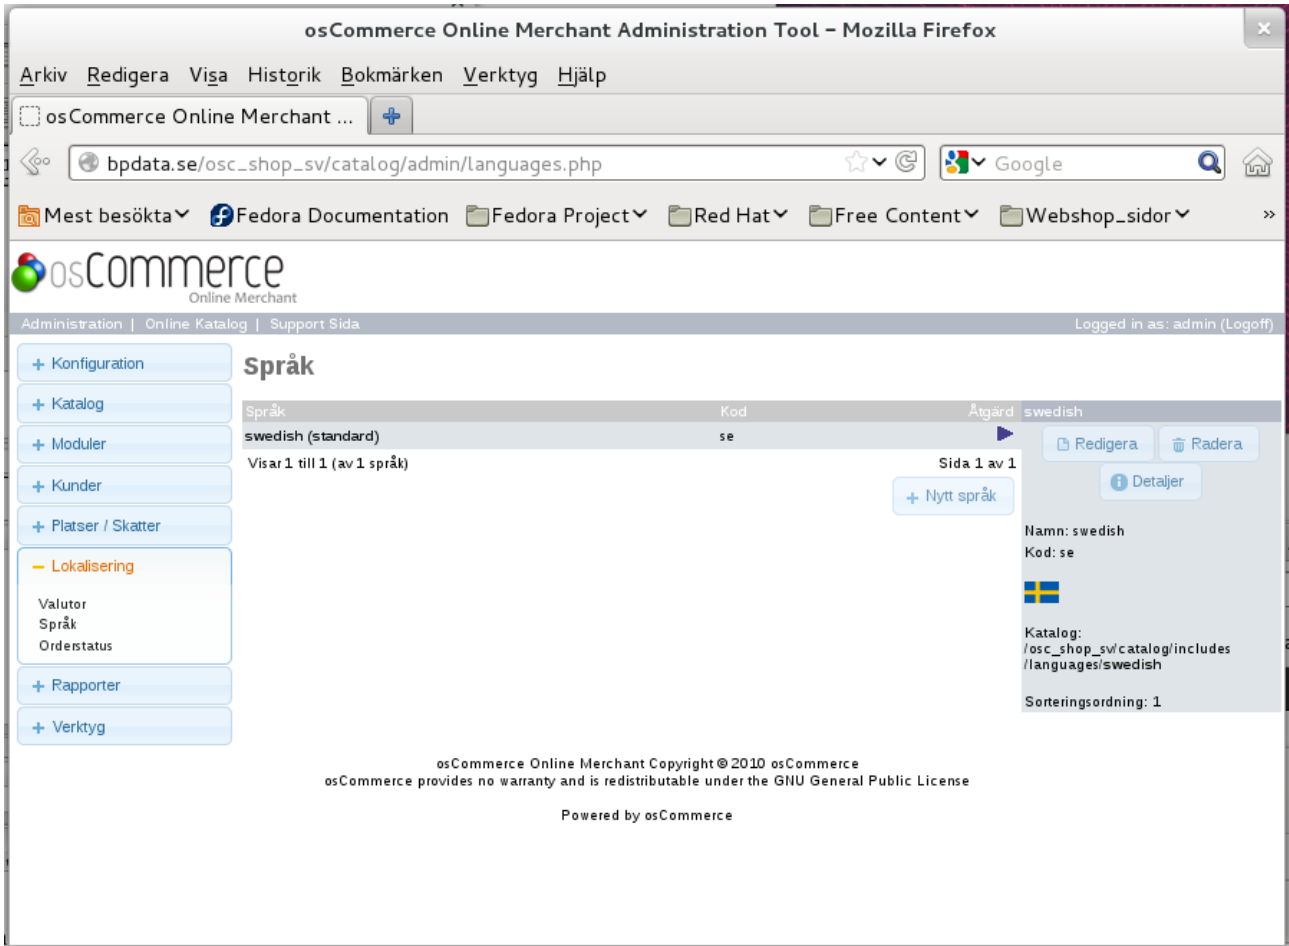 osCommerce Online Merchant Administration Tool – Mozilla Firefox
Arkiv Redigera Visa Historik Bokmärken Verktyg Hjälp
osCommerce Online Merchant ...
bpdata.se/osc_shop_sv/catalog/admin/languages.php Google
Mest besökta Fedora Documentation Fedora Project Red Hat Free Content Webshop_sidor »
osCommerce
Online Merchant
Administration | Online Katalog | Support Sida Logged in as: admin (Logoff)
+ Konfiguration
+ Katalog
+ Moduler
+ Kunder
+ Platser / Skatter
– Lokalisering
Valutor
Språk
Orderstatus
+ Rapporter
+ Verktyg
Språk
Språk Kod Åtgärd
swedish (standard) se
Visar 1 till 1 (av 1 språk) Sida 1 av 1
+ Nytt språk
swedish
Redigera Radera
Detaljer
Namn: swedish
Kod: se
Katalog:
/osc_shop_sv/catalog/includes
/languages/swedish
Sorteringsordning: 1
osCommerce Online Merchant Copyright © 2010 osCommerce
osCommerce provides no warranty and is redistributable under the GNU General Public License
Powered by osCommerce